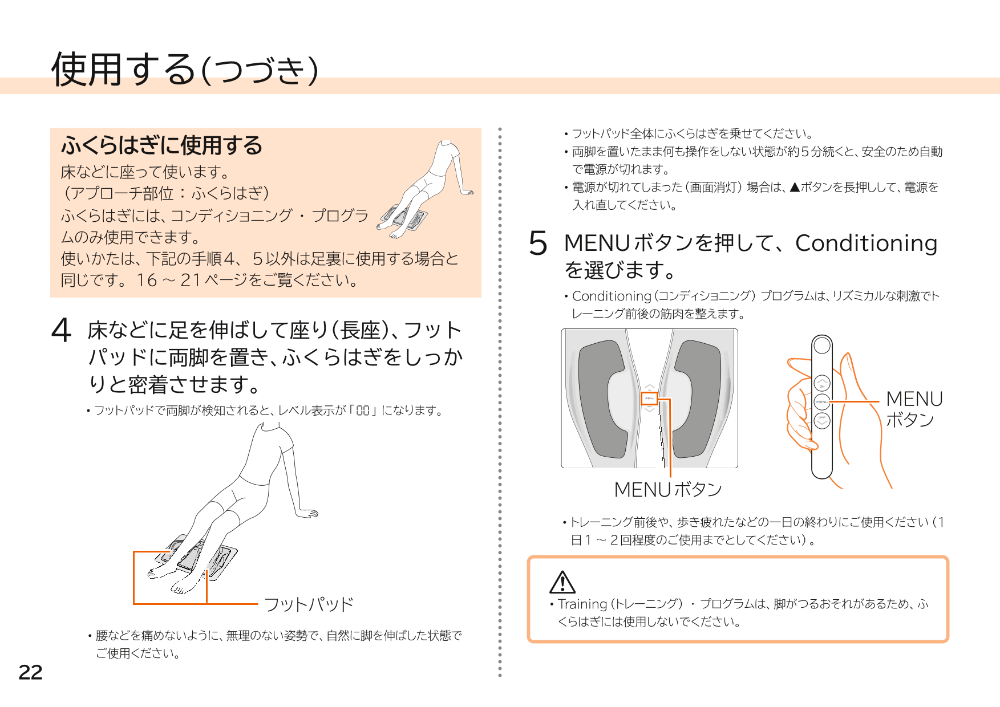 使用する(つづき)
ふくらはぎに使用する
床などに座って使います。
（アプローチ部位：ふくらはぎ）
ふくらはぎには、コンディショニング・プログラ
ムのみ使用できます。
使いかたは、下記の手順4、5以外は足裏に使用する場合と
同じです。16～21ページをご覧ください。
4 床などに足を伸ばして座り(長座)、フット
パッドに両脚を置き、ふくらはぎをしっか
りと密着させます。
・フットパッドで両脚が検知されると、レベル表示が「00」になります。
フットパッド
・腰などを痛めないように、無理のない姿勢で、自然に脚を伸ばした状態で
ご使用ください。
22
・フットパッド全体にふくらはぎを乗せてください。
・両脚を置いたまま何も操作をしない状態が約5分続くと、安全のため自動
で電源が切れます。
・電源が切れてしまった(画面消灯)場合は、▲ボタンを長押しして、電源を
入れ直してください。
5 MENUボタンを押して、Conditioning
を選びます。
・Conditioning(コンディショニング)プログラムは、リズミカルな刺激でト
レーニング前後の筋肉を整えます。
ON
MENU
MENUボタン
ON
MENU
OFF
MENU
ボタン
・トレーニング前後や、歩き疲れたなどの一日の終わりにご使用ください(1
日1～2回程度のご使用までとしてください)。
・Training(トレーニング)・プログラムは、脚がつるおそれがあるため、ふ
くらはぎには使用しないでください。